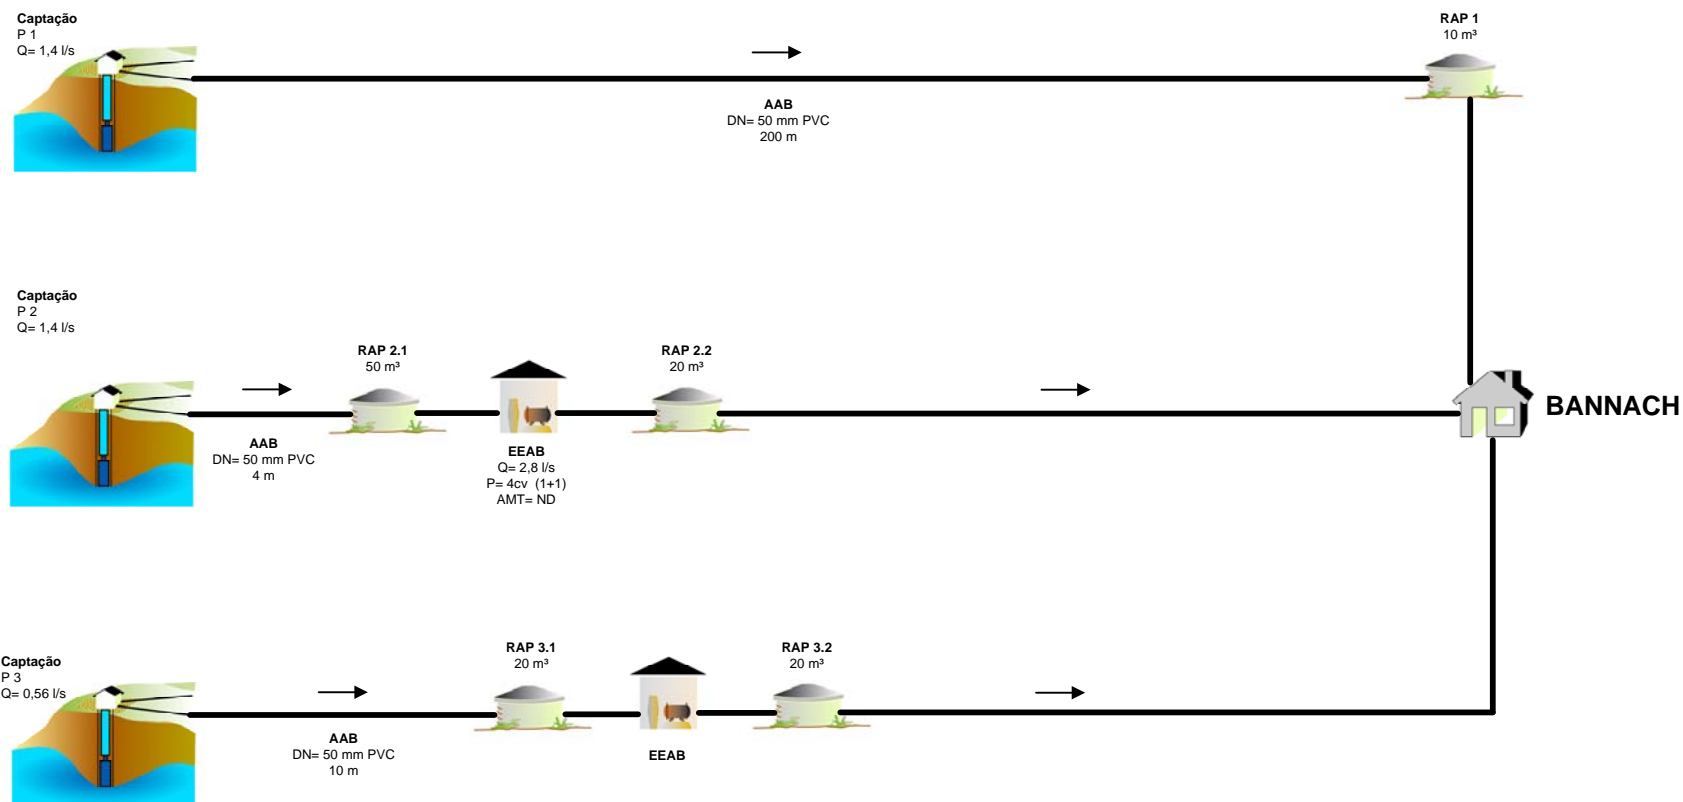 Captação
P 1
Q= 1,4 l/s
RAP 1
10 m³
AAB
DN= 50 mm PVC
200 m
Captação
P 2
Q= 1,4 l/s
RAP 2.1
50 m³
RAP 2.2
20 m³
BANNACH
AAB
DN= 50 mm PVC
4 m
EEAB
Q= 2,8 l/s
P= 4cv (1+1)
AMT= ND
Captação
P 3
Q= 0,56 l/s
RAP 3.1
20 m³
RAP 3.2
20 m³
AAB
DN= 50 mm PVC
10 m
EEAB